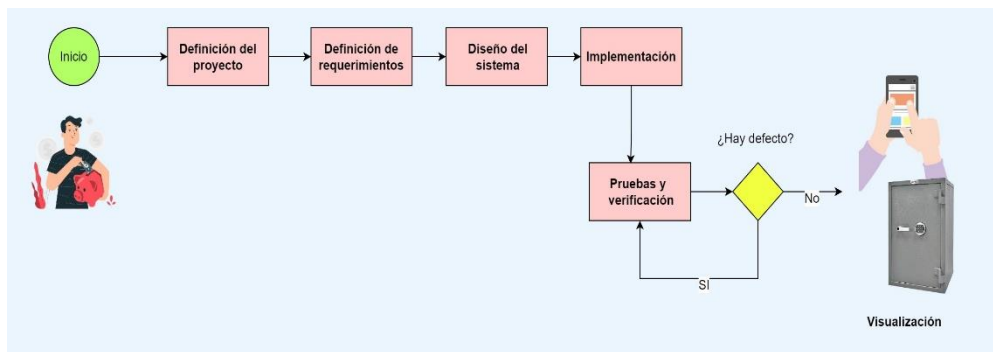 Inicio
Definición del
proyecto
Definición de
requerimientos
Diseño del
sistema
Implementación
¿Hay defecto?
Pruebas y
verificación
No
SI
Visualización